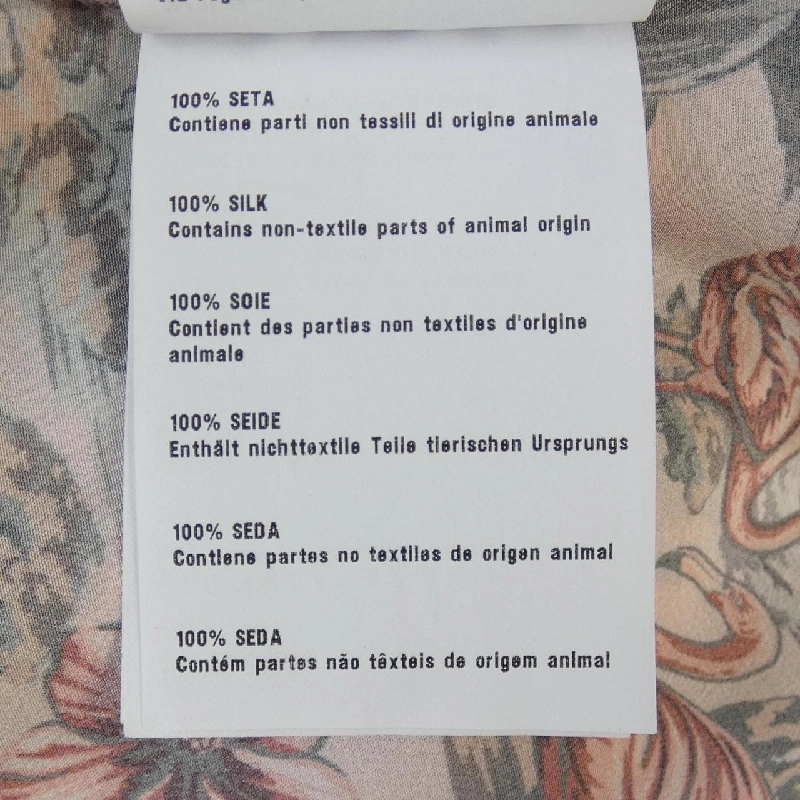 100% SETA
Contiene parti non tessili di origine animale
100% SILK
Contains non-textile parts of animal origin
100% SOIE
Contient des parties non textiles d'origine
animale
100% SEIDE
Enthält nichttextile Teile tierischen Ursprungs
100% SEDA
Contiene partes no textiles de origen animal
100% SEDA
Contém partes não têxteis de origem animal